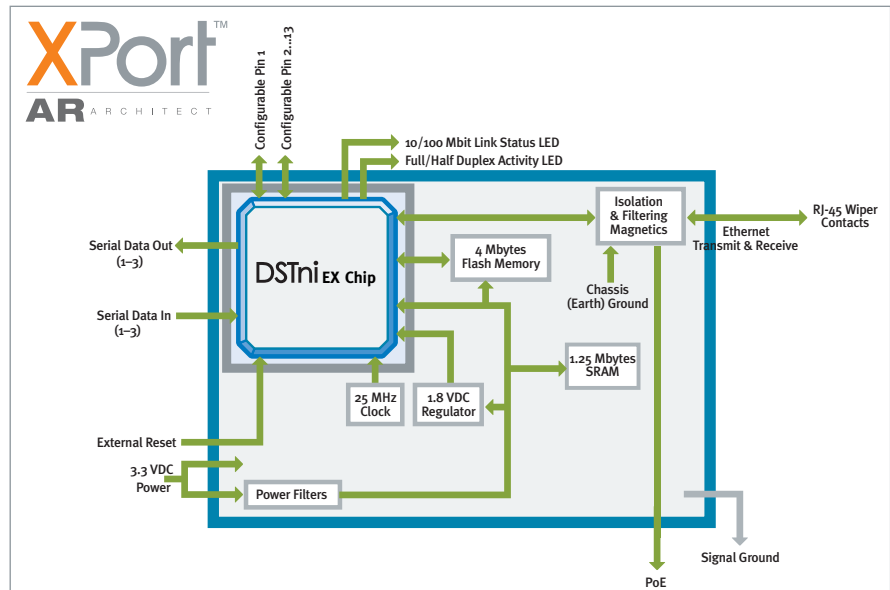 XPort™
AR ARCHITECT
Configurable Pin 1
Configurable Pin 2...13
10/100 Mbit Link Status LED
Full/Half Duplex Activity LED
Isolation
& Filtering
Magnetics
RJ-45 Wiper
Contacts
Ethernet
Transmit & Receive
Serial Data Out
(1–3)
DSTni EX Chip
4 Mbytes
Flash Memory
Chassis
(Earth) Ground
Serial Data In
(1–3)
1.25 Mbytes
SRAM
25 MHz
Clock
1.8 VDC
Regulator
External Reset
3.3 VDC
Power
Power Filters
Signal Ground
PoE